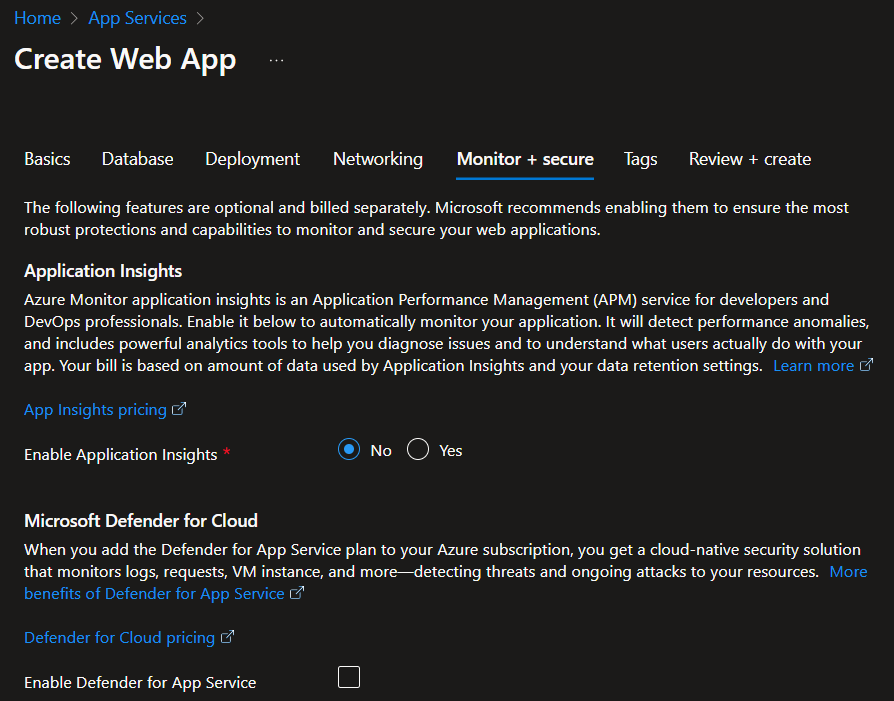 Home > App Services >
Create Web App ...
Basics Database Deployment Networking Monitor + secure Tags Review + create
The following features are optional and billed separately. Microsoft recommends enabling them to ensure the most
robust protections and capabilities to monitor and secure your web applications.
Application Insights
Azure Monitor application insights is an Application Performance Management (APM) service for developers and
DevOps professionals. Enable it below to automatically monitor your application. It will detect performance anomalies,
and includes powerful analytics tools to help you diagnose issues and to understand what users actually do with your
app. Your bill is based on amount of data used by Application Insights and your data retention settings. Learn more
App Insights pricing
Enable Application Insights * No Yes
Microsoft Defender for Cloud
When you add the Defender for App Service plan to your Azure subscription, you get a cloud-native security solution
that monitors logs, requests, VM instance, and more—detecting threats and ongoing attacks to your resources. More
benefits of Defender for App Service
Defender for Cloud pricing
Enable Defender for App Service